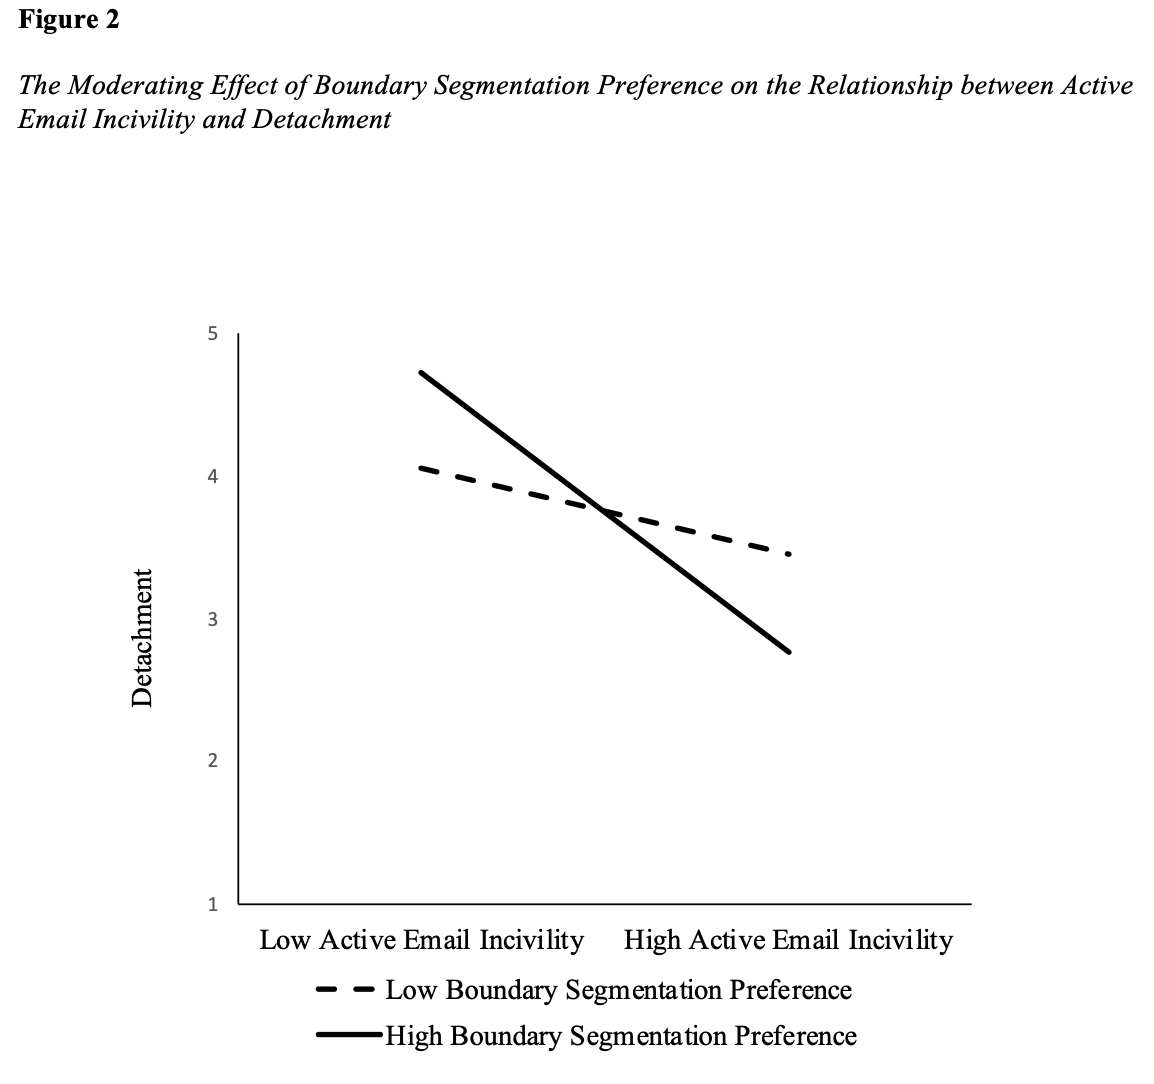 Figure 2
The Moderating Effect of Boundary Segmentation Preference on the Relationship between Active
Email Incivility and Detachment
5
4
3
2
1
Detachment
Low Active Email Incivility
High Active Email Incivility
Low Boundary Segmentation Preference
High Boundary Segmentation Preference